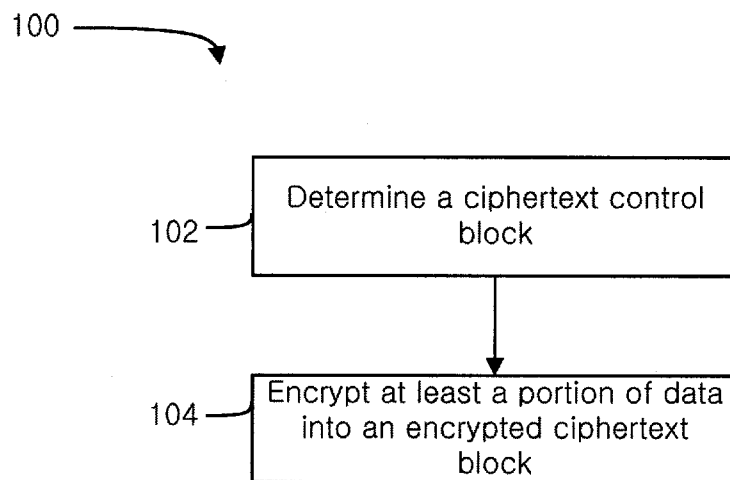 100
Determine a ciphertext control
block
102
Encrypt at least a portion of data
into an encrypted ciphertext
block
104